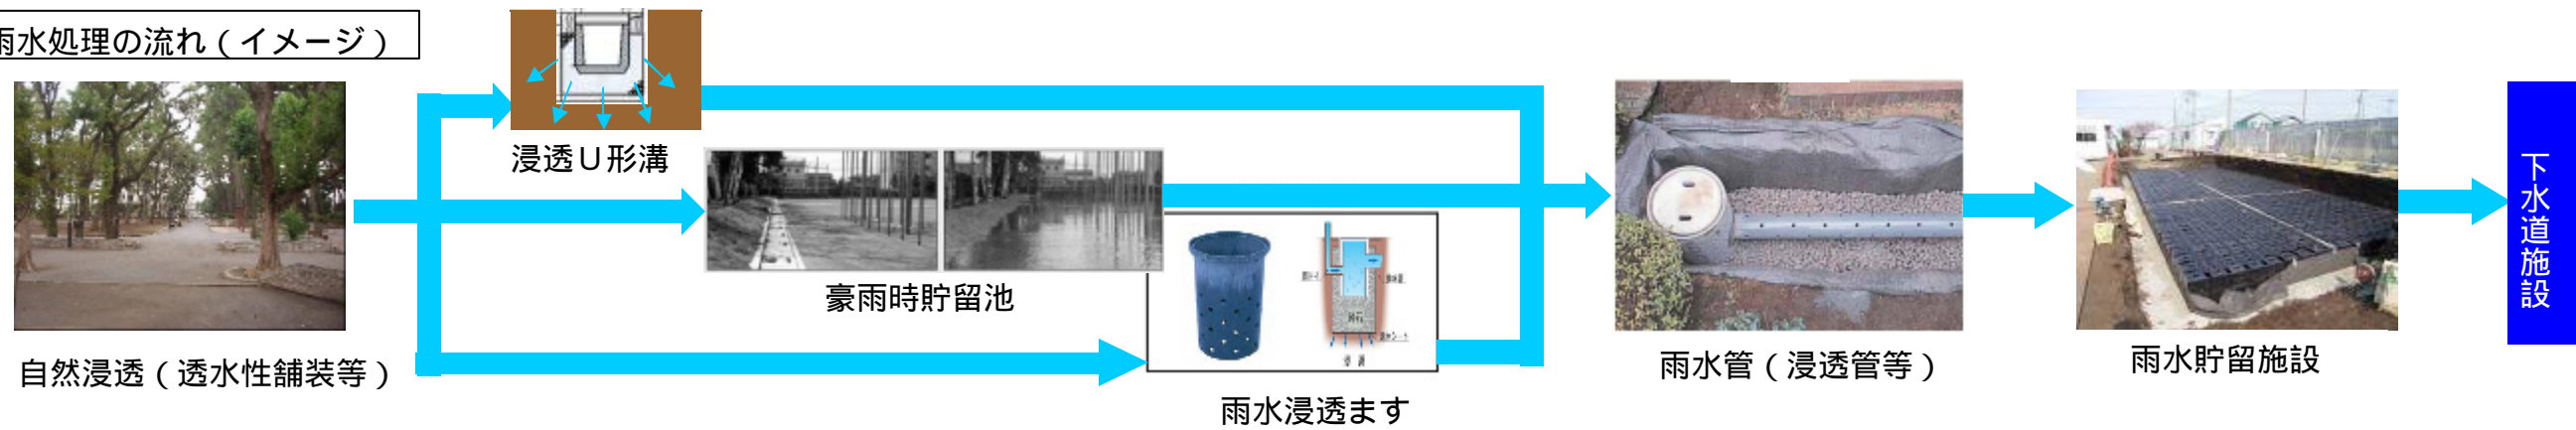 雨水処理の流れ（イメージ）
浸透Ｕ形溝
豪雨時貯留池
自然浸透（透水性舗装等）
雨水浸透ます
雨水管（浸透管等）
雨水貯留施設
下水道施設